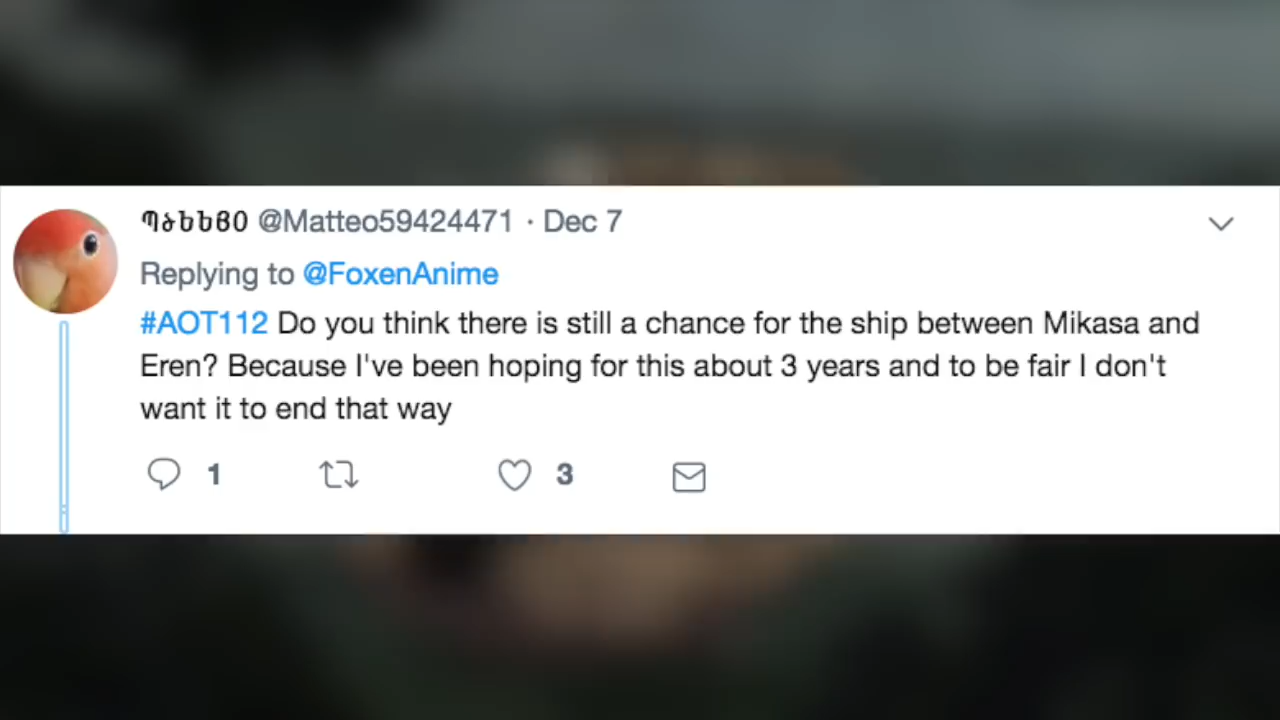 Պձեեցօ @Matteo59424471 · Dec 7
Replying to @FoxenAnime
#AOT112 Do you think there is still a chance for the ship between Mikasa and
Eren? Because I've been hoping for this about 3 years and to be fair I don't
want it to end that way
1 3